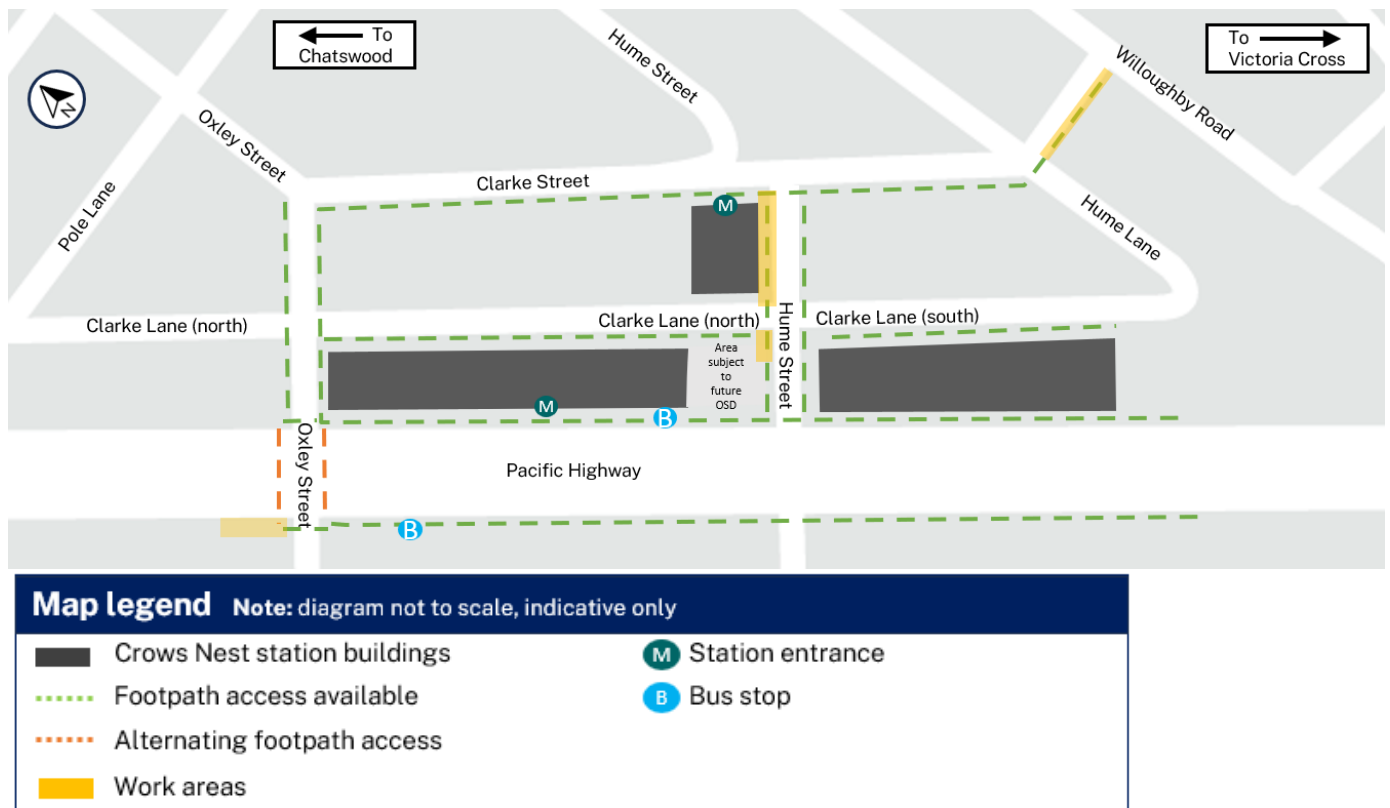 To
Chatswood
To
Victoria Cross
N
Hume Street
Willoughby Road
Oxley Street
Clarke Street
Pole Lane
M
Hume Lane
Clarke Lane (north)
Clarke Lane (north)
Hume Street
Clarke Lane (south)
Area
subject
to
future
OSD
M
B
Oxley Street
Pacific Highway
B
Map legend Note: diagram not to scale, indicative only
Crows Nest station buildings
M Station entrance
Footpath access available
B Bus stop
Alternating footpath access
Work areas